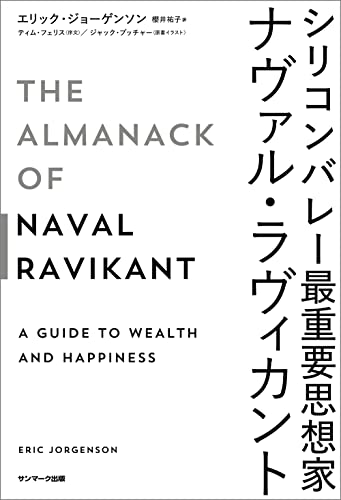 エリック・ジョーゲンソン 櫻井祐子 訳
ティム・フェリス(序文)/ジャック・ブッチャー(原書イラスト)
シリコンバレー最重要思想家
ナヴァル・ラヴィカント
THE
ALMANACK
OF
NAVAL
RAVIKANT
A GUIDE TO WEALTH
AND HAPPINESS
ERIC JORGENSON
サンマーク出版